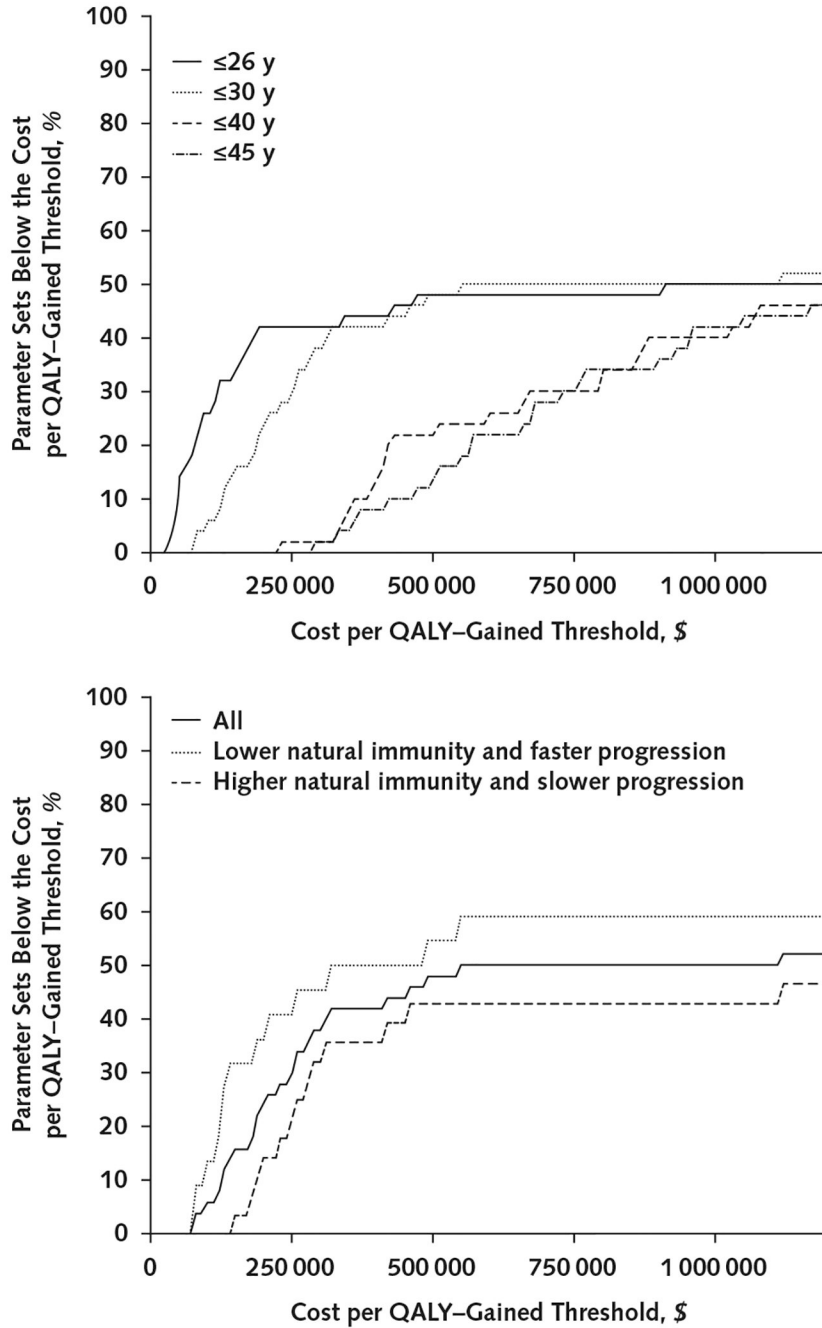 100
90
80
70
60
50
40
30
20
10
0
Parameter Sets Below the Cost
per QALY–Gained Threshold, %
≤26 y
≤30 y
≤40 y
≤45 y
0
250 000
500 000
750 000
1 000 000
Cost per QALY–Gained Threshold, $
100
90
80
70
60
50
40
30
20
10
0
Parameter Sets Below the Cost
per QALY–Gained Threshold, %
All
Lower natural immunity and faster progression
Higher natural immunity and slower progression
0
250 000
500 000
750 000
1 000 000
Cost per QALY–Gained Threshold, $